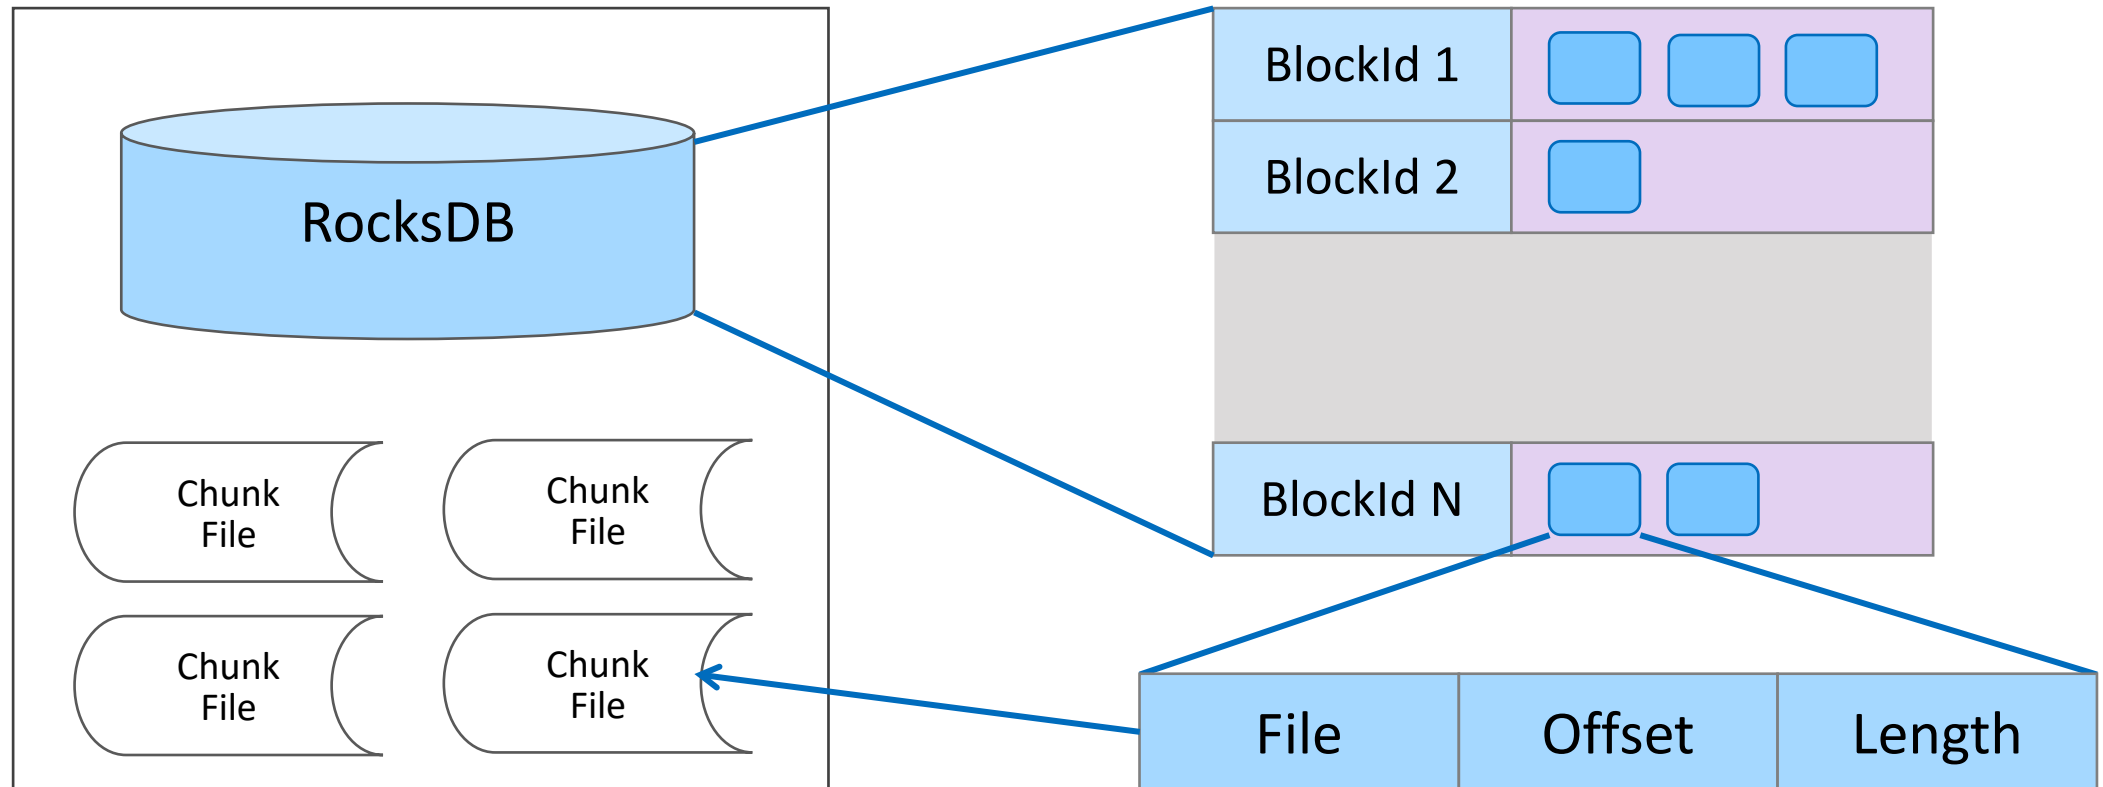 RocksDB
Chunk
File
Chunk
File
Chunk
File
Chunk
File
BlockId 1
BlockId 2
BlockId N
File
Offset
Length